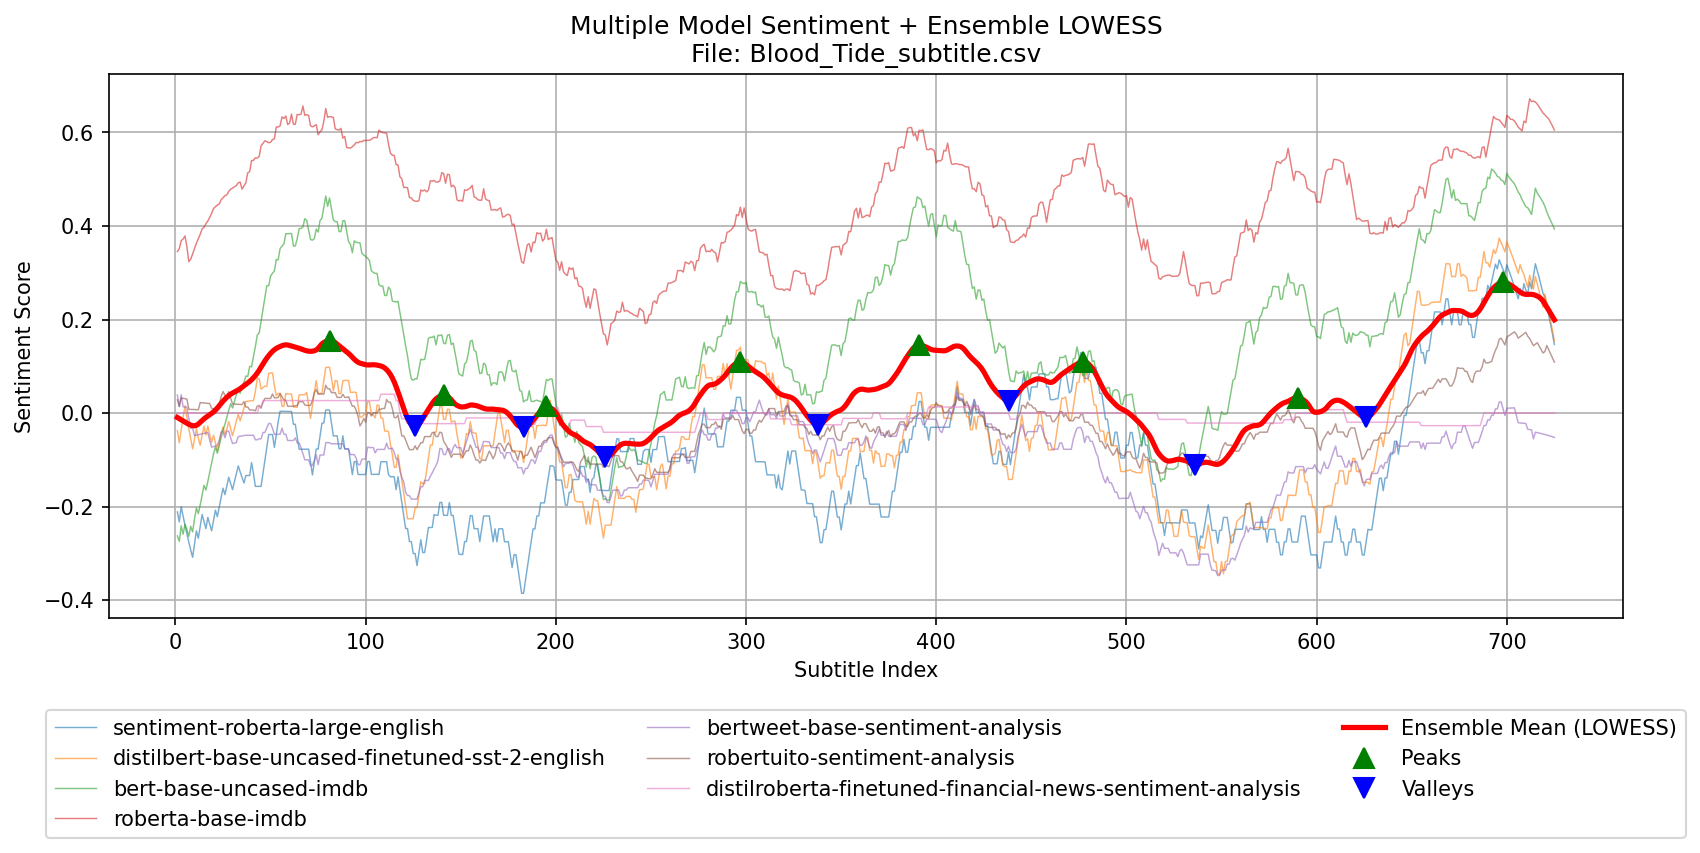 Multiple Model Sentiment + Ensemble LOWESS
File: Blood_Tide_subtitle.csv
Sentiment Score
0.6
0.4
0.2
0.0
−0.2
−0.4
0 100 200 300 400 500 600 700
Subtitle Index
sentiment-roberta-large-english
distilbert-base-uncased-finetuned-sst-2-english
bert-base-uncased-imdb
roberta-base-imdb
bertweet-base-sentiment-analysis
robertuito-sentiment-analysis
distilroberta-finetuned-financial-news-sentiment-analysis
Ensemble Mean (LOWESS)
Peaks
Valleys